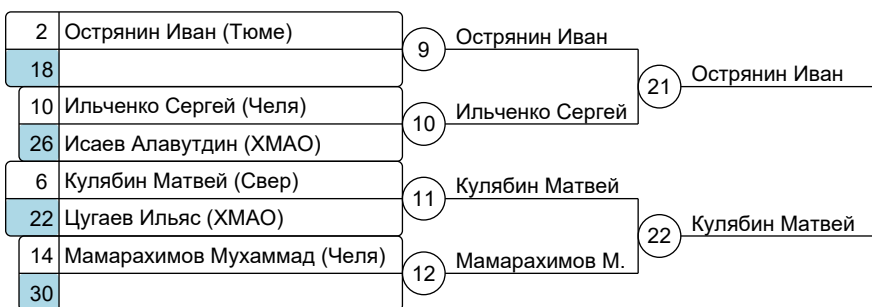 2 Острянин Иван (Тюме)
18
9 Острянин Иван
10 Ильченко Сергей (Челя)
26 Исаев Алавутдин (ХМАО)
10 Ильченко Сергей
21 Острянин Иван
6 Кулябин Матвей (Свер)
22 Цугаев Ильяс (ХМАО)
11 Кулябин Матвей
14 Мамарахимов Мухаммад (Челя)
30
12 Мамарахимов М.
22 Кулябин Матвей